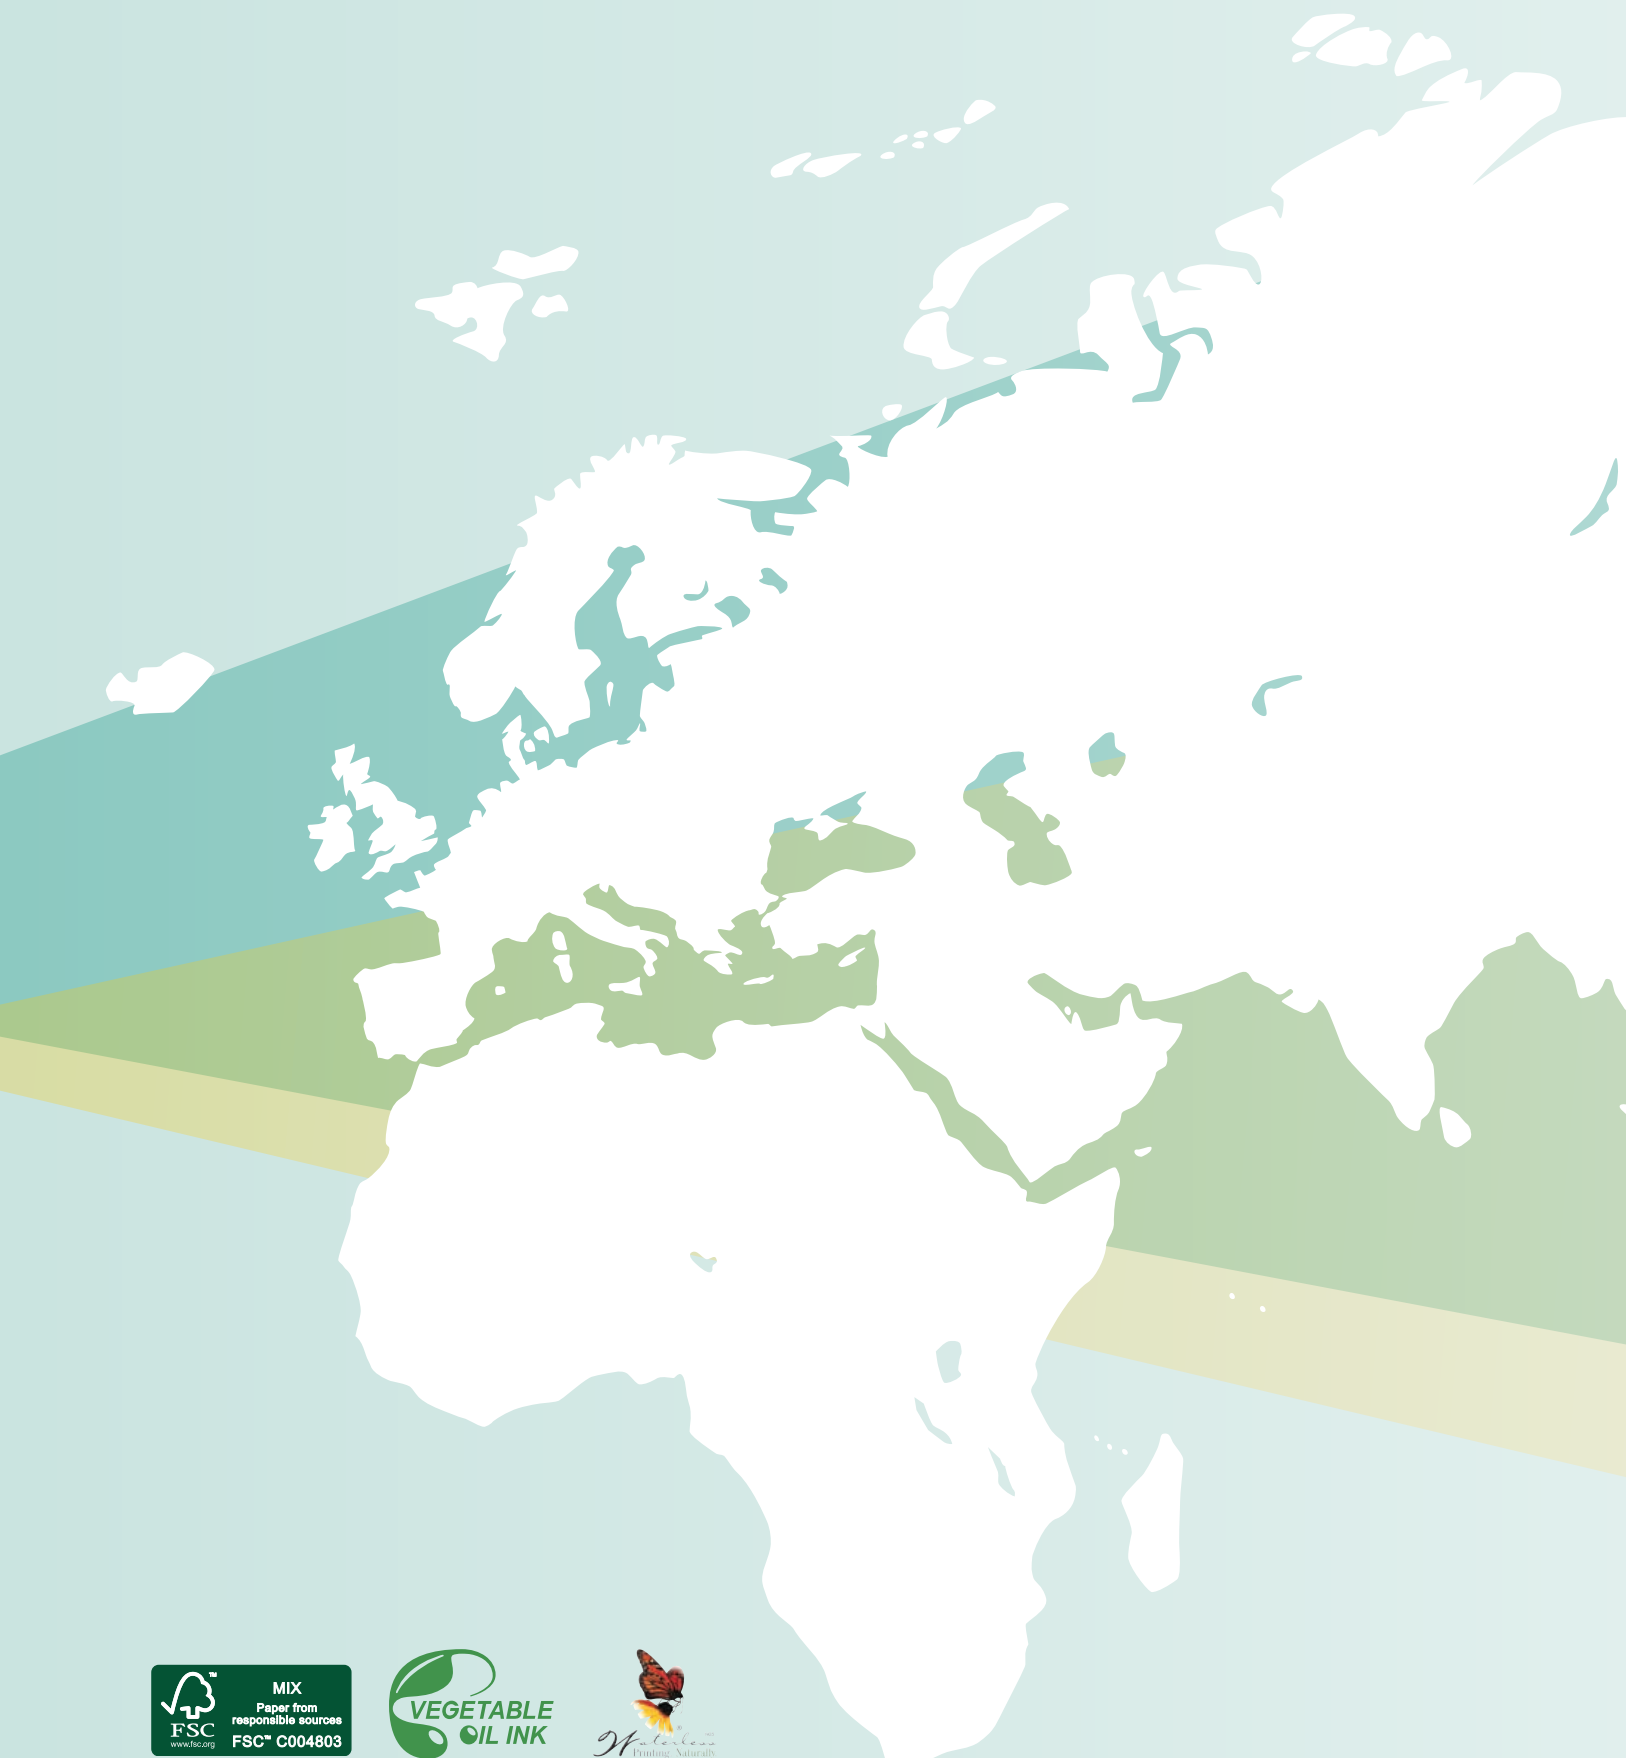 MIX
Paper from
responsible sources
FSC™ C004803
FSC
www.fsc.org
VEGETABLE
OIL INK
Waterless
Printing Naturally